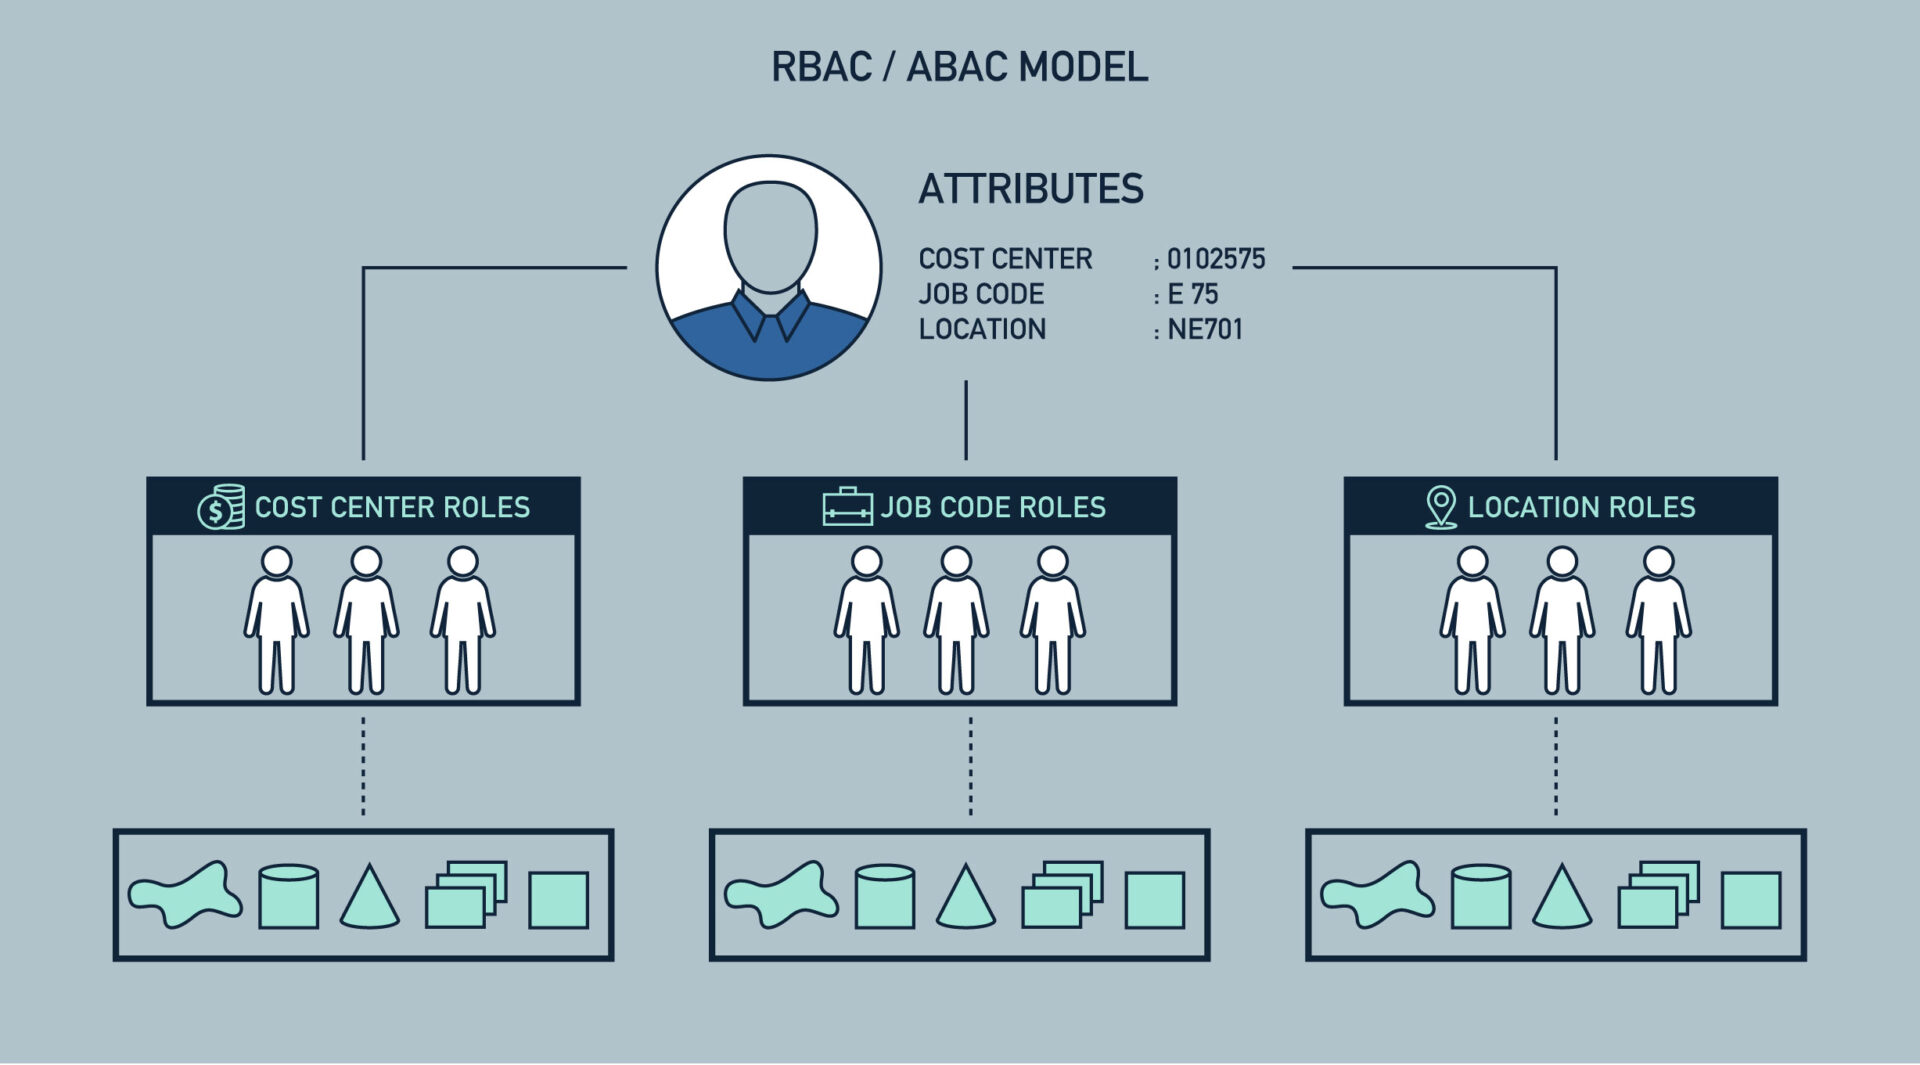 RBAC / ABAC MODEL
ATTRIBUTES
COST CENTER ; 0102575
JOB CODE : E 75
LOCATION : NE701
$ COST CENTER ROLES
JOB CODE ROLES
LOCATION ROLES